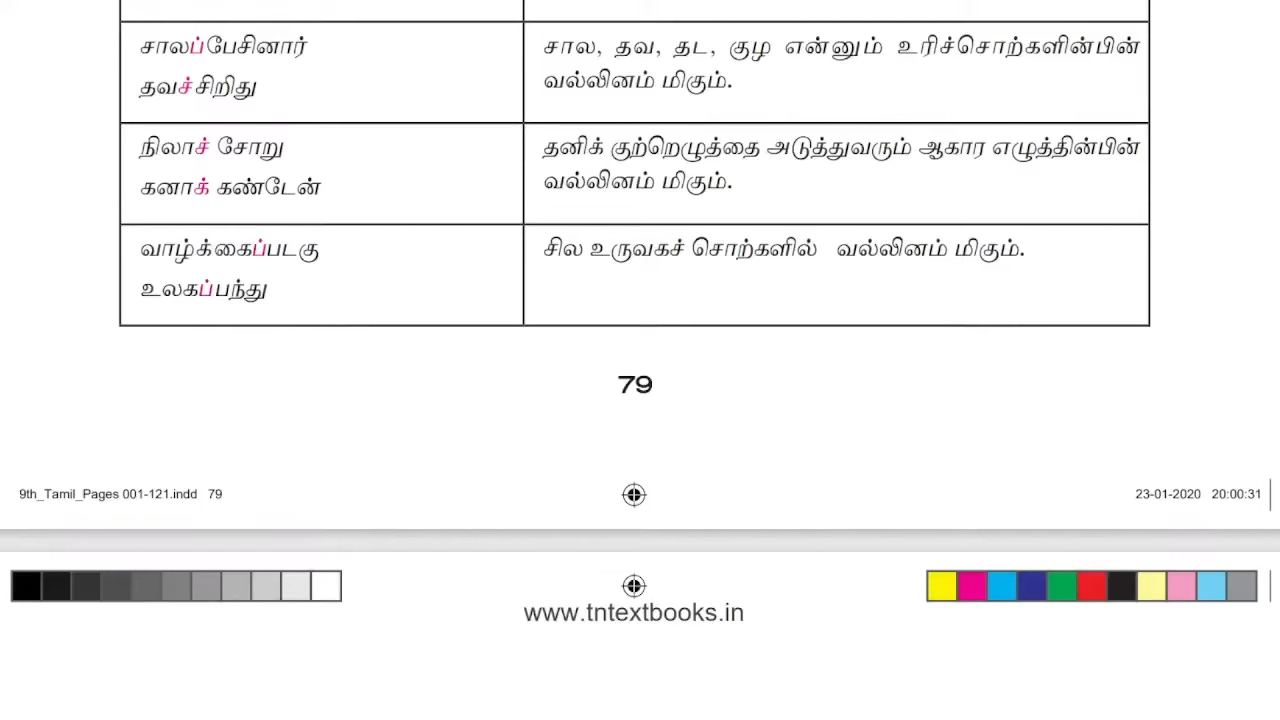 சாலப்பேசினார்
தவச்சிறிது
சால, தவ, தட, குழ என்னும் உரிச்சொற்களின்பின்
வல்லினம் மிகும்.
நிலாச் சோறு
கனாக் கண்டேன்
தனிக் குற்றெழுத்தை அடுத்துவரும் ஆகார எழுத்தின்பின்
வல்லினம் மிகும்.
வாழ்க்கைப்படகு
உலகப்பந்து
சில உருவகச் சொற்களில் வல்லினம் மிகும்.
79
9th_Tamil_Pages 001-121.indd 79
23-01-2020 20:00:31
www.tntextbooks.in